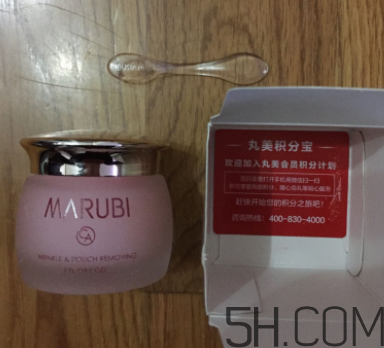 MARUBI
WRINKLE & POUCH REMOVING
丸美积分宝
欢迎加入丸美会员积分计划
赶快开始您的积分之旅吧！
咨询热线：400-830-4000
5H.COM